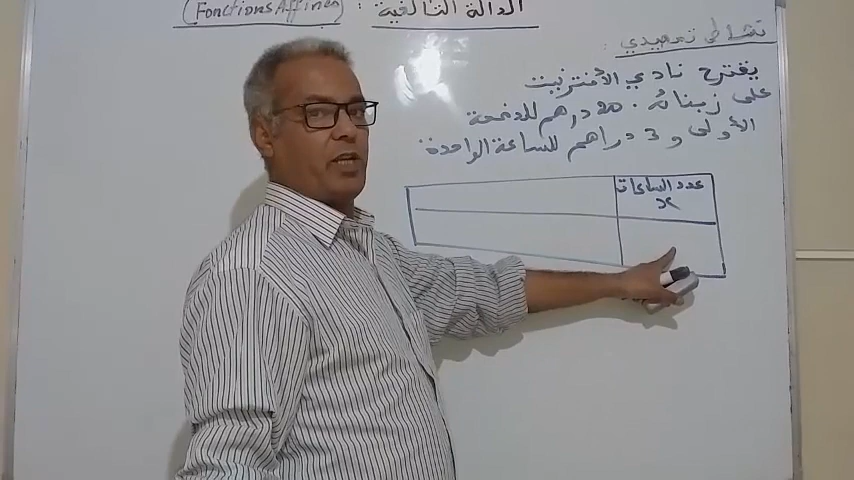 الدالة التآلفية : (Fonctions Affines)
نشاط تمهيدي :
يقترح نادي الأنترنيت
على زبنائه 20 درهم للدفعة
الأولى و 3 دراهم للساعة الواحدة
عدد الساعات
x